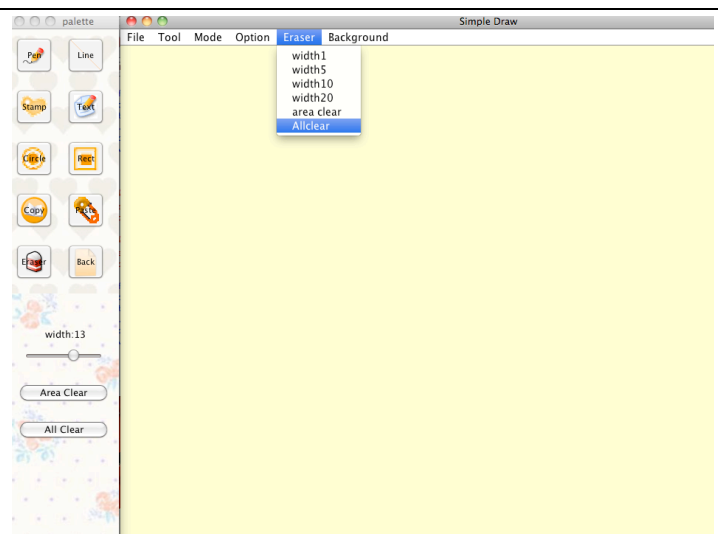 palette
Simple Draw
File Tool Mode Option Eraser Background
width1
width5
width10
width20
area clear
Allclear
Pen Line
Stamp Text
Circle Rect
Copy Paste
Eraser Back
width:13
Area Clear
All Clear